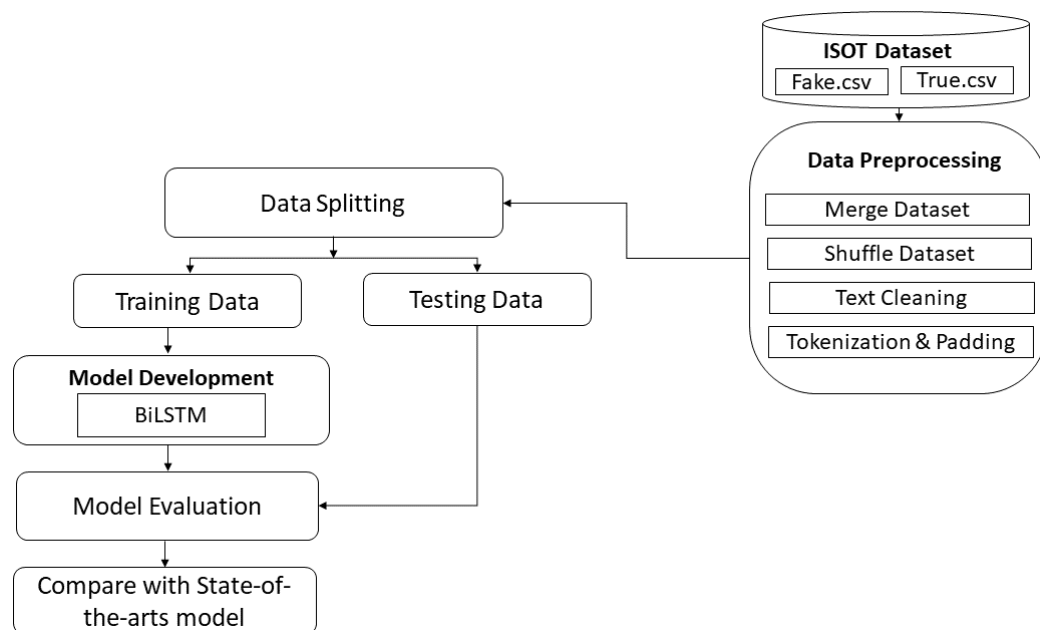 ISOT Dataset
Fake.csv
True.csv
Data Preprocessing
Merge Dataset
Shuffle Dataset
Text Cleaning
Tokenization & Padding
Data Splitting
Training Data
Testing Data
Model Development
BiLSTM
Model Evaluation
Compare with State-of-
the-arts model